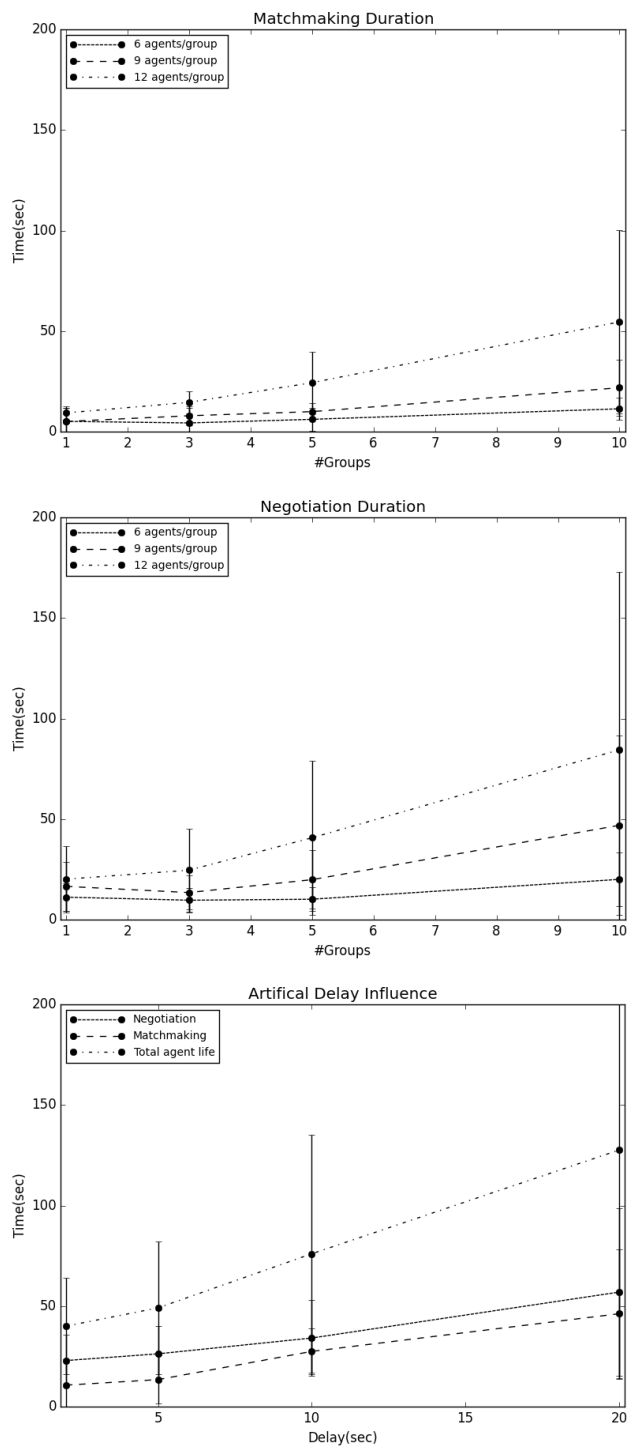 Matchmaking Duration
200
6 agents/group
9 agents/group
12 agents/group
150
100
50
0
Time(sec)
1 2 3 4 5 6 7 8 9 10
#Groups
Negotiation Duration
200
6 agents/group
9 agents/group
12 agents/group
150
100
50
0
Time(sec)
1 2 3 4 5 6 7 8 9 10
#Groups
Artifical Delay Influence
200
Negotiation
Matchmaking
Total agent life
150
100
50
0
Time(sec)
5 10 15 20
Delay(sec)